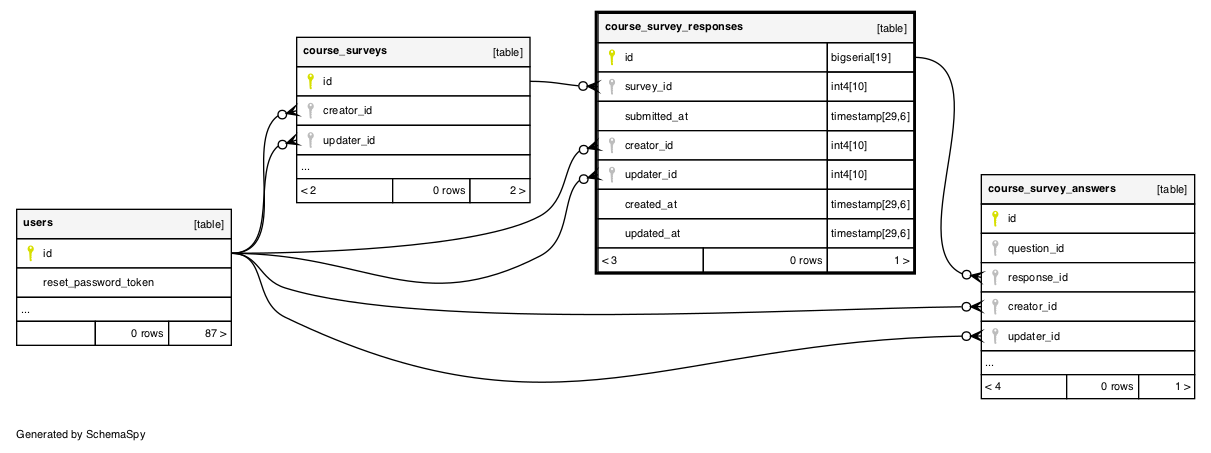 course_surveys [table]
id
creator_id
updater_id
...
< 2 0 rows 2 >
course_survey_responses [table]
id bigserial[19]
survey_id int4[10]
submitted_at timestamp[29,6]
creator_id int4[10]
updater_id int4[10]
created_at timestamp[29,6]
updated_at timestamp[29,6]
< 3 0 rows 1 >
users [table]
id
reset_password_token
...
0 rows 87 >
course_survey_answers [table]
id
question_id
response_id
creator_id
updater_id
...
< 4 0 rows 1 >
Generated by SchemaSpy